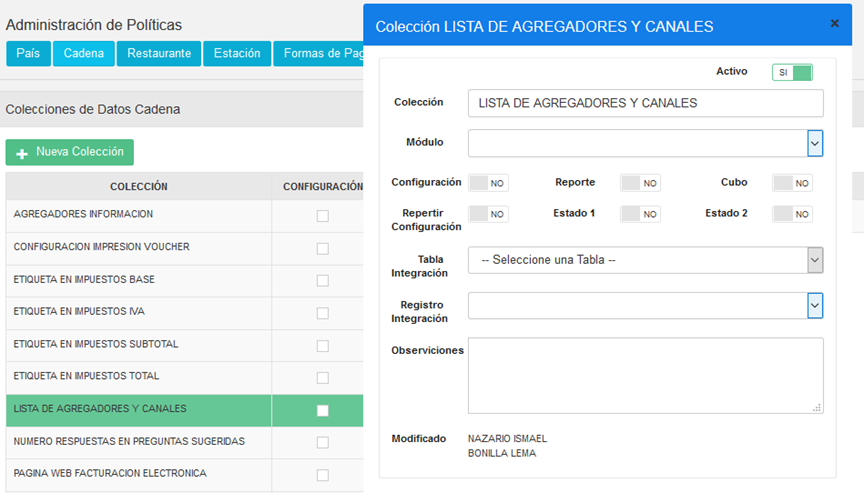 Administración de Políticas
País
Cadena
Restaurante
Estación
Formas de Pag
Colecciones de Datos Cadena
Nueva Colección
COLECCIÓN
CONFIGURACIÓN
AGREGADORES INFORMACION
CONFIGURACION IMPRESION VOUCHER
ETIQUETA EN IMPUESTOS BASE
ETIQUETA EN IMPUESTOS IVA
ETIQUETA EN IMPUESTOS SUBTOTAL
ETIQUETA EN IMPUESTOS TOTAL
LISTA DE AGREGADORES Y CANALES
NUMERO RESPUESTAS EN PREGUNTAS SUGERIDAS
PAGINA WEB FACTURACION ELECTRONICA
Colección LISTA DE AGREGADORES Y CANALES
×
Activo
SI
Colección
LISTA DE AGREGADORES Y CANALES
Módulo
Configuración
NO
Reporte
NO
Cubo
NO
Repertir
Configuración
NO
Estado 1
NO
Estado 2
NO
Tabla
Integración
-- Seleccione una Tabla --
Registro
Integración
Observiciones
Modificado
NAZARIO ISMAEL
BONILLA LEMA